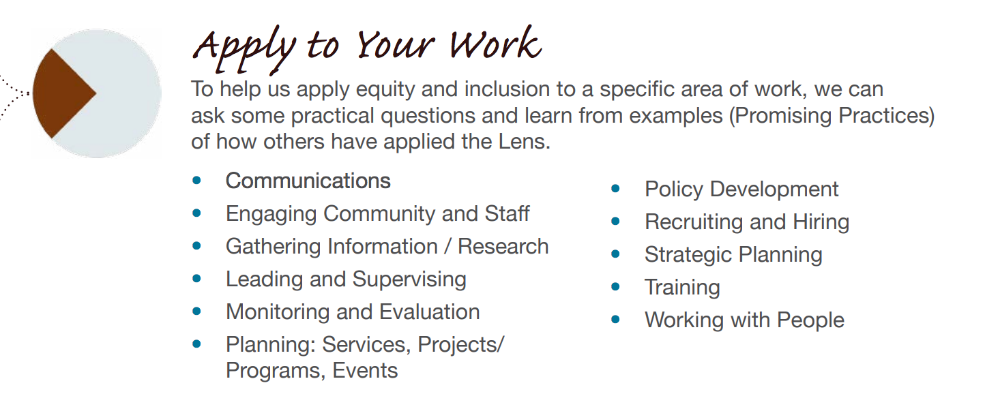 Apply to Your Work
To help us apply equity and inclusion to a specific area of work, we can
ask some practical questions and learn from examples (Promising Practices)
of how others have applied the Lens.
• Communications
• Engaging Community and Staff
• Gathering Information / Research
• Leading and Supervising
• Monitoring and Evaluation
• Planning: Services, Projects/
Programs, Events
• Policy Development
• Recruiting and Hiring
• Strategic Planning
• Training
• Working with People